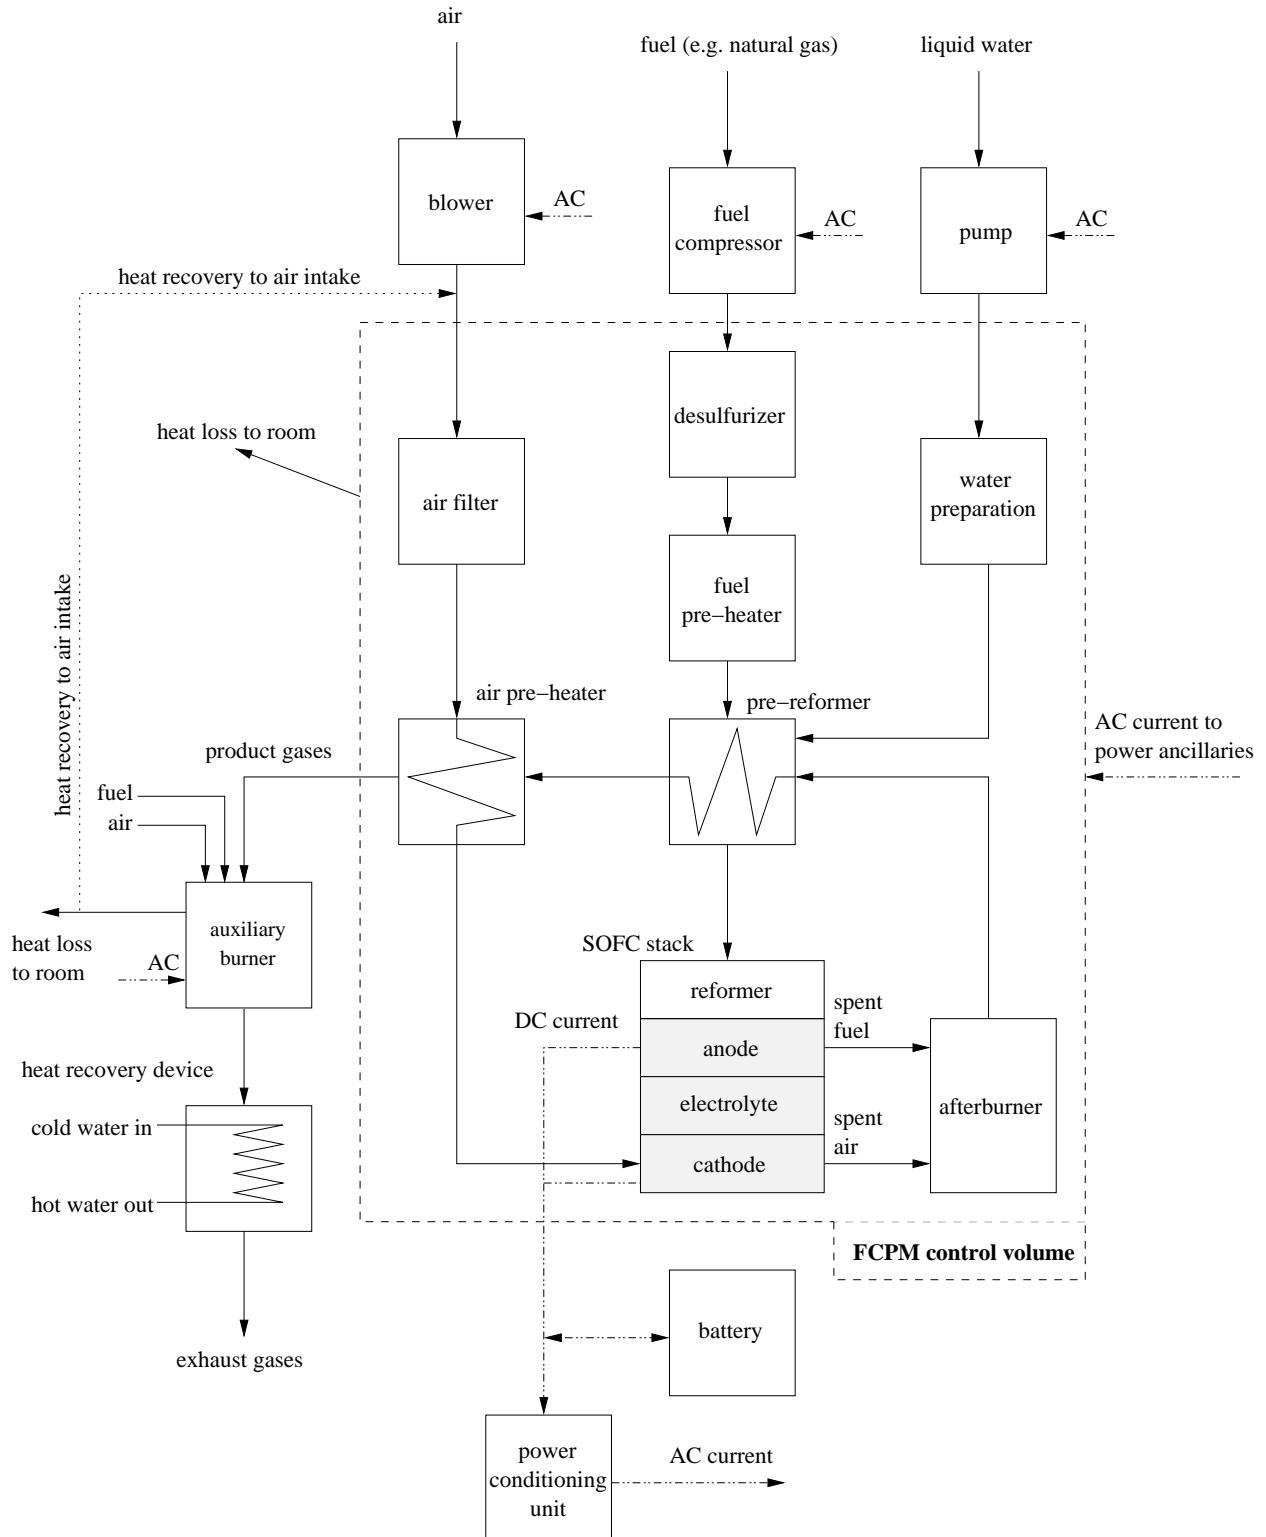 air
fuel (e.g. natural gas)
liquid water
blower
AC
fuel
compressor
AC
pump
AC
heat recovery to air intake
desulfurizer
heat loss to room
air filter
water
preparation
fuel
pre−heater
heat recovery to air intake
air pre−heater
pre−reformer
AC current to
power ancillaries
product gases
fuel
air
auxiliary
burner
heat loss
to room
AC
SOFC stack
reformer
spent
fuel
DC current
anode
electrolyte
afterburner
spent
air
cathode
heat recovery device
cold water in
hot water out
FCPM control volume
battery
exhaust gases
power
conditioning
unit
AC current